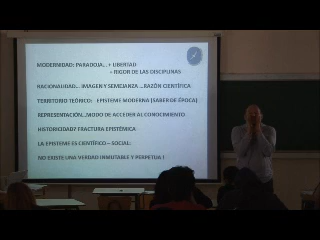 MODERNIDAD: PARADOJA... + LIBERTAD
+ RIGOR DE LAS DISCIPLINAS
RACIONALIDAD... IMAGEN Y SEMEJANZA ...RAZÓN CIENTÍFICA
TERRITORIO TEÓRICO: EPISTEME MODERNA (SABER DE ÉPOCA)
REPRESENTACIÓN...MODO DE ACCEDER AL CONOCIMIENTO
HISTORICIDAD? FRACTURA EPISTÉMICA
LA EPISTEME ES CIENTÍFICO – SOCIAL:
NO EXISTE UNA VERDAD INMUTABLE Y PERPETUA !